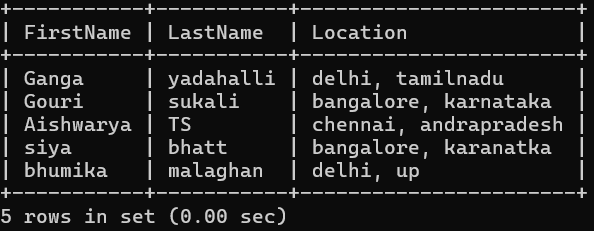 +-----------+-----------+-----------------------+
| FirstName | LastName  | Location              |
+-----------+-----------+-----------------------+
| Ganga     | yadahalli | delhi, tamilnadu      |
| Gouri     | sukali    | bangalore, karnataka  |
| Aishwarya | TS        | chennai, andrapradesh |
| siya      | bhatt     | bangalore, karanatka  |
| bhumika   | malaghan  | delhi, up             |
+-----------+-----------+-----------------------+
5 rows in set (0.00 sec)